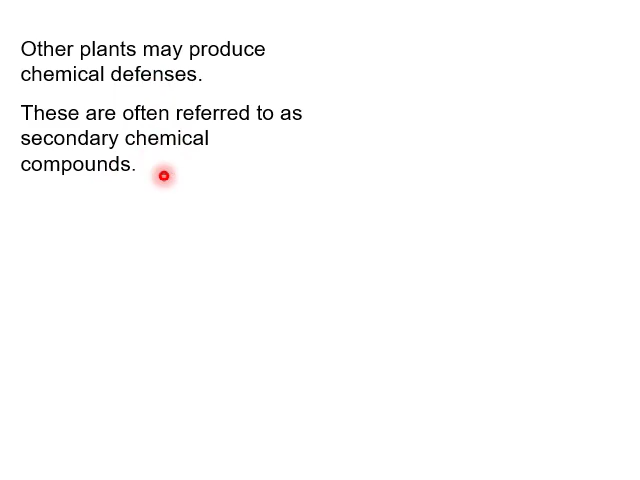 Other plants may produce
chemical defenses.
These are often referred to as
secondary chemical
compounds.